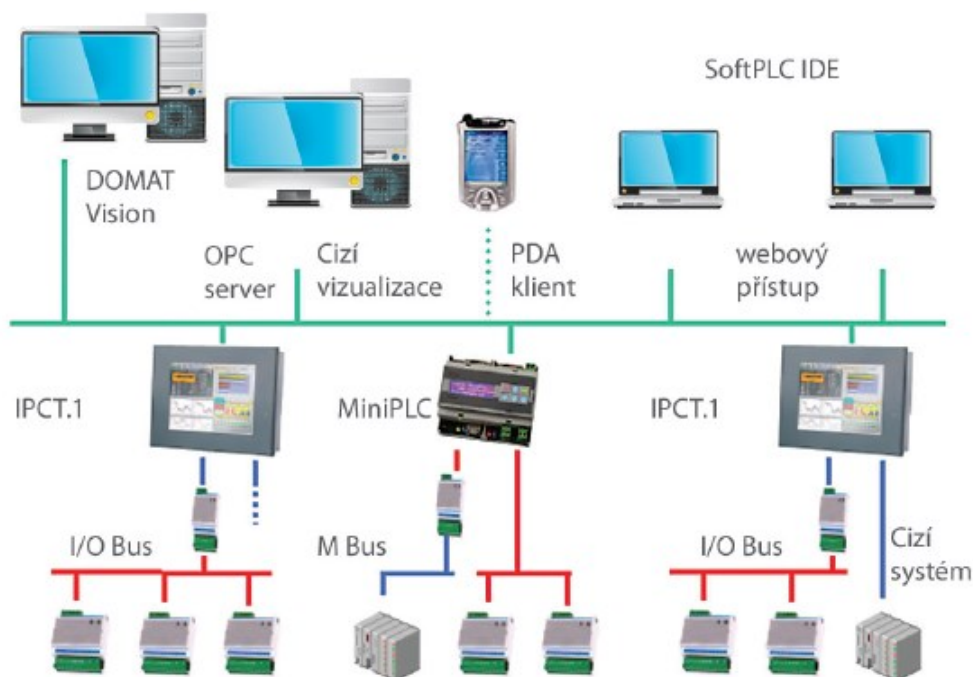 SoftPLC IDE
DOMAT
Vision
OPC
server
Cizí
vizualizace
PDA
klient
webový
přístup
IPCT.1
MiniPLC
IPCT.1
I/O Bus
M Bus
I/O Bus
Cizí
systém